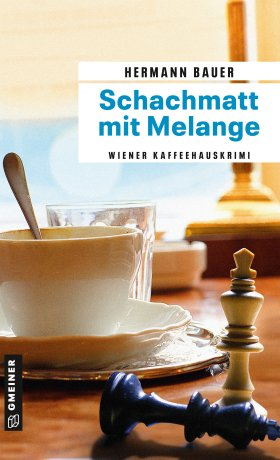 HERMANN BAUER
Schachmatt
mit Melange
WIENER KAFFEEHAUSKRIMI
GMEINER